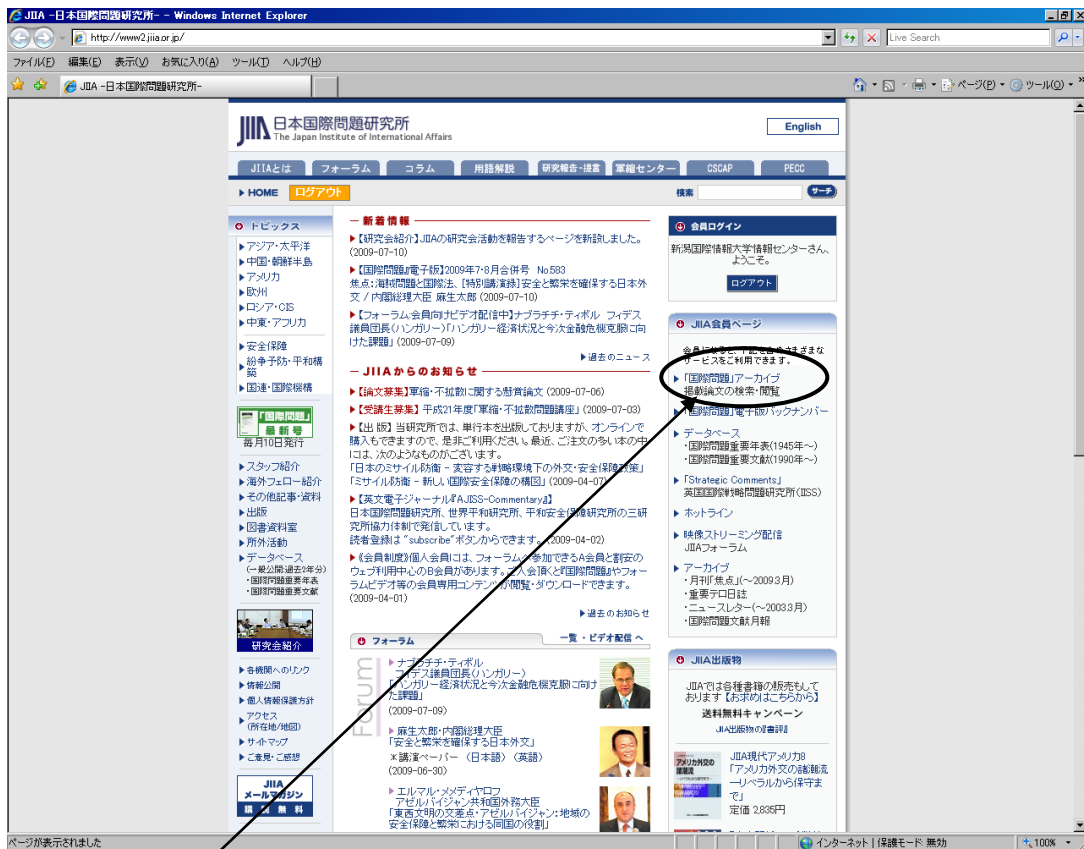 JIIA -日本国際問題研究所- - Windows Internet Explorer
http://www2.jiia.or.jp/
Live Search
ファイル(F) 編集(E) 表示(V) お気に入り(A) ツール(T) ヘルプ(H)
JIIA -日本国際問題研究所-
ページ(P) ツール(O)
JIIA 日本国際問題研究所
The Japan Institute of International Affairs
English
JIIAとは フォーラム コラム 用語解説 研究報告・提言 軍縮センター CSCAP PECC
HOME ログアウト
検索 サーチ
トピックス
アジア・太平洋
中国・朝鮮半島
アメリカ
欧州
ロシア・CIS
中東・アフリカ
安全保障
紛争予防・平和構
築
国連・国際機構
「国際問題」
最新号
毎月10日発行
スタッフ紹介
海外フェロー紹介
その他記事・資料
出版
図書資料室
所外活動
データベース
(一般公開:過去2年分)
・国際問題重要年表
・国際問題重要文献
研究会紹介
各機関へのリンク
情報公開
個人情報保護方針
アクセス
(所在地/地図)
サイトマップ
ご意見・ご感想
JIIA
メールマガジン
購読無料
新着情報
【研究会紹介】JIIAの研究会活動を報告するページを新設しました。
(2009-07-10)
【『国際問題』電子版】2009年7・8月合併号 No.583
焦点:海賊問題と国際法、[特別講演録]安全と繁栄を確保する日本外
交 / 内閣総理大臣 麻生太郎 (2009-07-10)
【フォーラム:会員向けビデオ配信中】ナブラチチ・ティボル フィデス
議員団長(ハンガリー)「ハンガリー経済状況と今次金融危機克服に向
けた課題」 (2009-07-09)
過去のニュース
JIIAからのお知らせ
【論文募集】軍縮・不拡散に関する懸賞論文 (2009-07-06)
【受講生募集】 平成21年度「軍縮・不拡散問題講座」 (2009-07-03)
【出 版】 当研究所では、単行本を出版しておりますが、オンラインで
購入もできますので、是非ご利用ください。最近、ご注文の多い本の中
には、次のようなものがございます。
「日本のミサイル防衛 - 変容する戦略環境下の外交・安全保障政策」
「ミサイル防衛 - 新しい国際安全保障の構図」 (2009-04-07)
【英文電子ジャーナル『AJISS-Commentary』】
日本国際問題研究所、世界平和研究所、平和安全保障研究所の三研
究所協力体制で発信しています。
読者登録は "subscribe"ボタンからできます。 (2009-04-02)
《会員制度》個人会員には、フォーラムへ参加できるA会員と割安の
ウェブ利用中心のB会員があります。ご入会頂くと『国際問題』やフォー
ラムビデオ等の会員専用コンテンツが閲覧・ダウンロードできます。
(2009-04-01)
過去のお知らせ
フォーラム
一覧・ビデオ配信 へ
Forum
ナブラチチ・ティボル
フィデス議員団長(ハンガリー)
「ハンガリー経済状況と今次金融危機克服に向け
た課題」
(2009-07-09)
麻生太郎・内閣総理大臣
「安全と繁栄を確保する日本外交」
*講演ペーパー (日本語) (英語)
(2009-06-30)
エルマル・メメディヤロフ
アゼルバイジャン共和国外務大臣
「東西文明の交差点・アゼルバイジャン:地域の
安全保障と繁栄における同国の役割」
会員ログイン
新潟国際情報大学情報センターさん、
ようこそ。
ログアウト
JIIA会員ページ
会員になると、下記を含めさまざまな
サービスをご利用できます。
「国際問題」アーカイブ
掲載論文の検索・閲覧
「国際問題」電子版バックナンバー
データベース
・国際問題重要年表(1945年～)
・国際問題重要文献(1990年～)
「Strategic Comments」
英国国際戦略問題研究所(IISS)
ホットライン
映像ストリーミング配信
JIIAフォーラム
アーカイブ
・月刊「焦点」(～2009.3月)
・重要テロ日誌
・ニュースレター(～2003.3月)
・国際問題文献月報
JIIA出版物
JIIAでは各種書籍の販売もして
おります 【お求めはこちらから】
送料無料キャンペーン
JIIA出版物の『書評』
アメリカ外交の
諸潮流
JIIA現代アメリカ8
「アメリカ外交の諸潮流
―リベラルから保守ま
で」
定価 2,835円
ページが表示されました
インターネット | 保護モード: 無効
100%